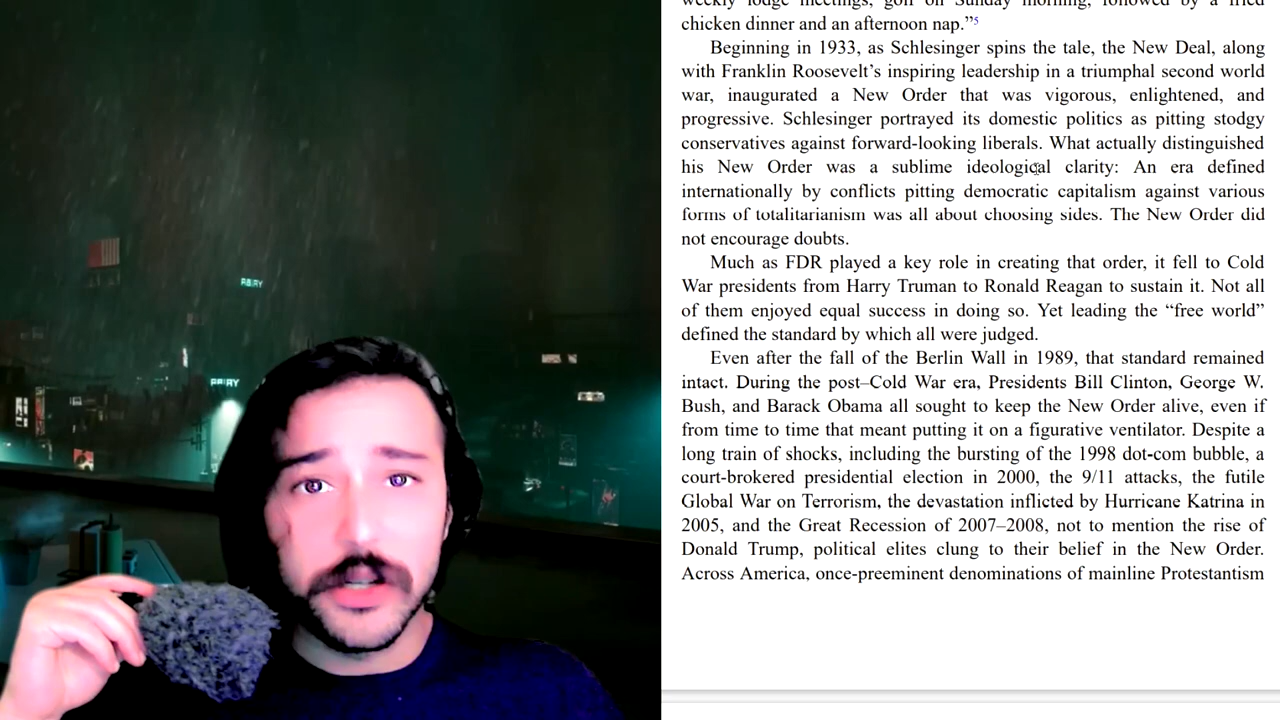 weekly lodge meetings, golf on Sunday morning, followed by a fried
chicken dinner and an afternoon nap.”5
Beginning in 1933, as Schlesinger spins the tale, the New Deal, along
with Franklin Roosevelt’s inspiring leadership in a triumphal second world
war, inaugurated a New Order that was vigorous, enlightened, and
progressive. Schlesinger portrayed its domestic politics as pitting stodgy
conservatives against forward-looking liberals. What actually distinguished
his New Order was a sublime ideological clarity: An era defined
internationally by conflicts pitting democratic capitalism against various
forms of totalitarianism was all about choosing sides. The New Order did
not encourage doubts.
Much as FDR played a key role in creating that order, it fell to Cold
War presidents from Harry Truman to Ronald Reagan to sustain it. Not all
of them enjoyed equal success in doing so. Yet leading the “free world”
defined the standard by which all were judged.
Even after the fall of the Berlin Wall in 1989, that standard remained
intact. During the post–Cold War era, Presidents Bill Clinton, George W.
Bush, and Barack Obama all sought to keep the New Order alive, even if
from time to time that meant putting it on a figurative ventilator. Despite a
long train of shocks, including the bursting of the 1998 dot-com bubble, a
court-brokered presidential election in 2000, the 9/11 attacks, the futile
Global War on Terrorism, the devastation inflicted by Hurricane Katrina in
2005, and the Great Recession of 2007–2008, not to mention the rise of
Donald Trump, political elites clung to their belief in the New Order.
Across America, once-preeminent denominations of mainline Protestantism